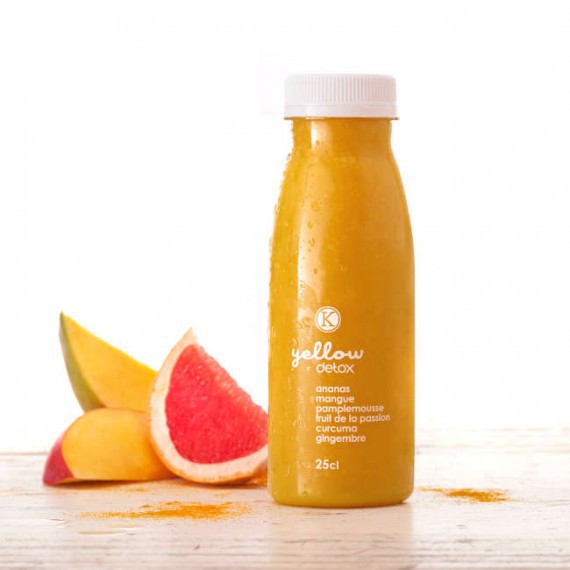 K
yellow
detox
ananas
mangue
pamplemousse
fruit de la passion
curcuma
gingembre
25cl